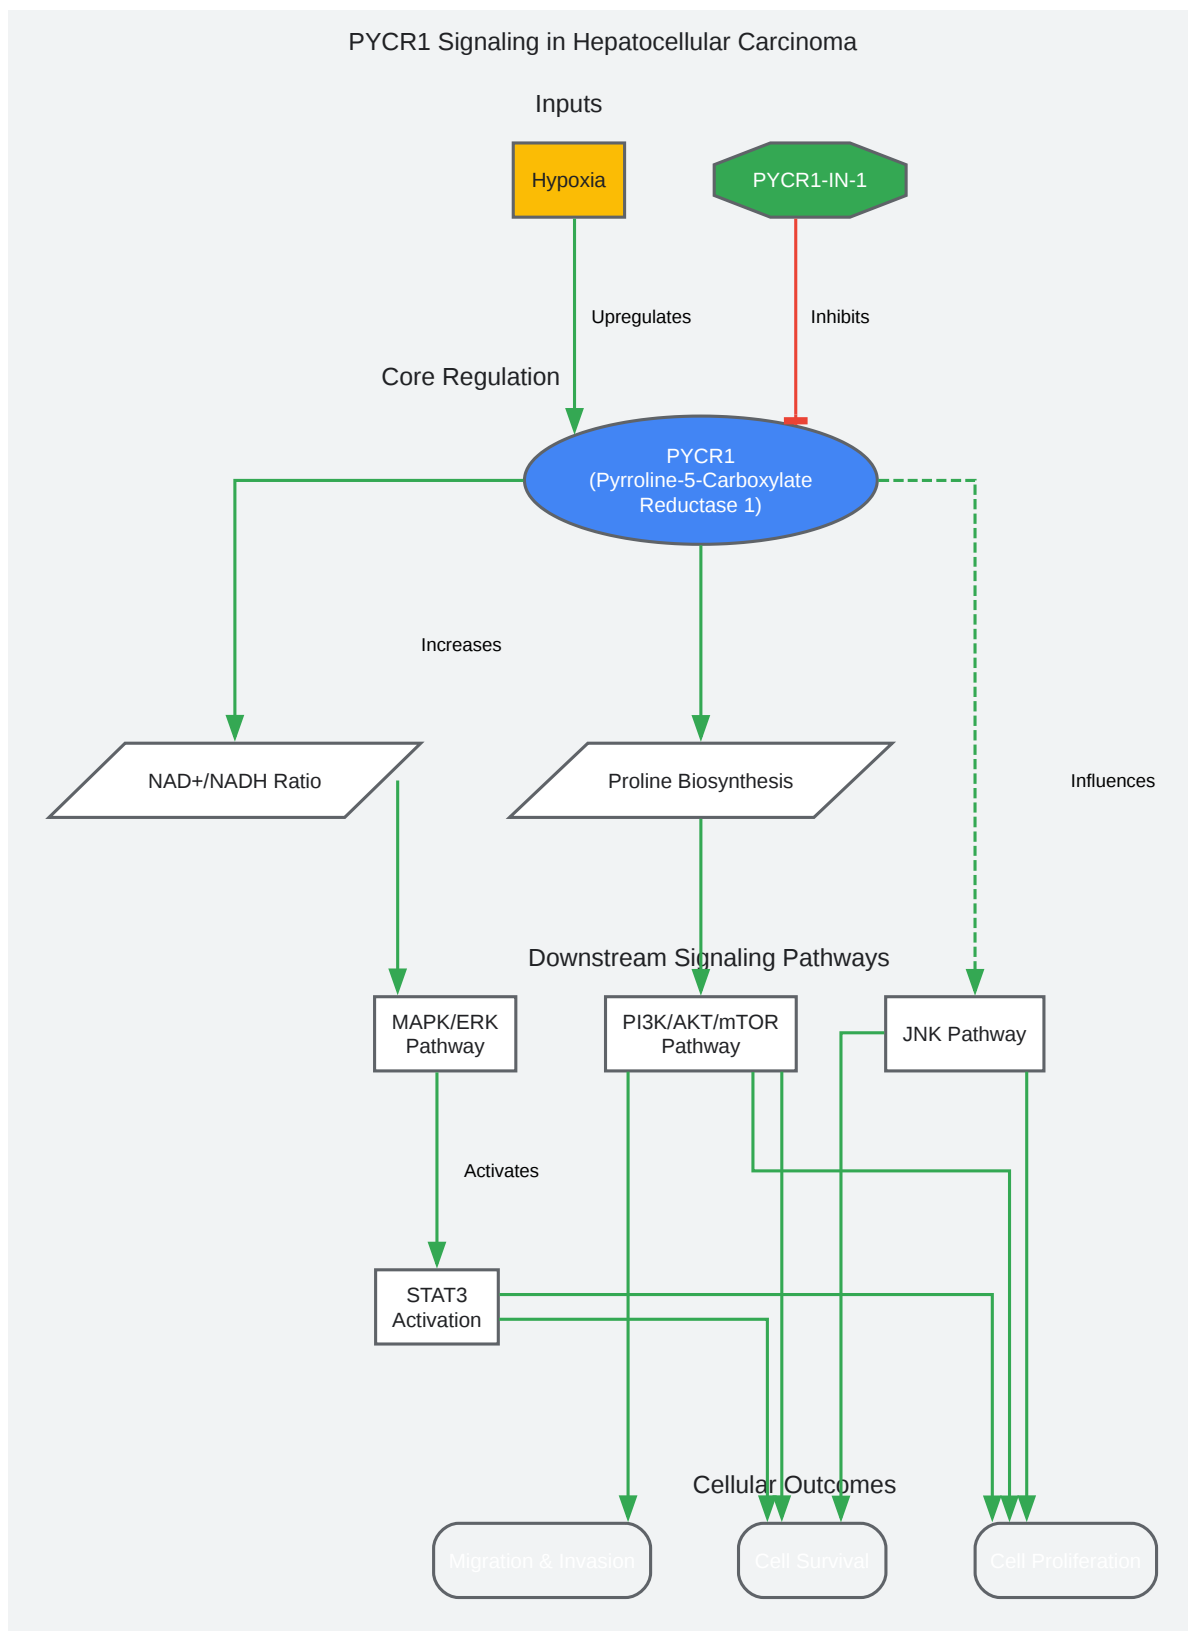 PYCR1 Signaling in Hepatocellular Carcinoma
Inputs
Hypoxia
PYCR1-IN-1
Upregulates
Inhibits
Core Regulation
PYCR1
(Pyrroline-5-Carboxylate
Reductase 1)
Increases
NAD+/NADH Ratio
Proline Biosynthesis
Influences
Downstream Signaling Pathways
MAPK/ERK
Pathway
PI3K/AKT/mTOR
Pathway
JNK Pathway
Activates
STAT3
Activation
Cellular Outcomes
Migration & Invasion
Cell Survival
Cell Proliferation